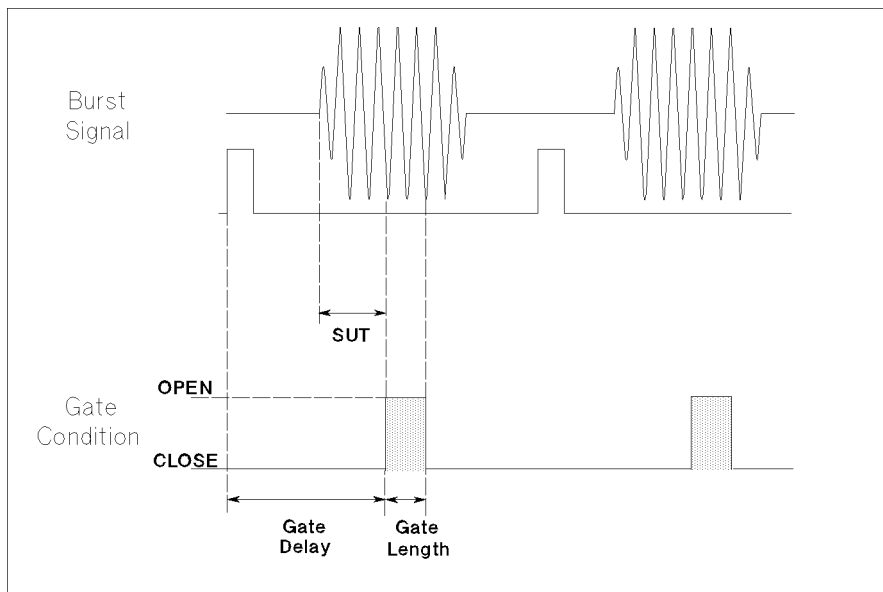 Burst
Signal
SUT
OPEN
Gate
Condition
CLOSE
Gate
Delay
Gate
Length